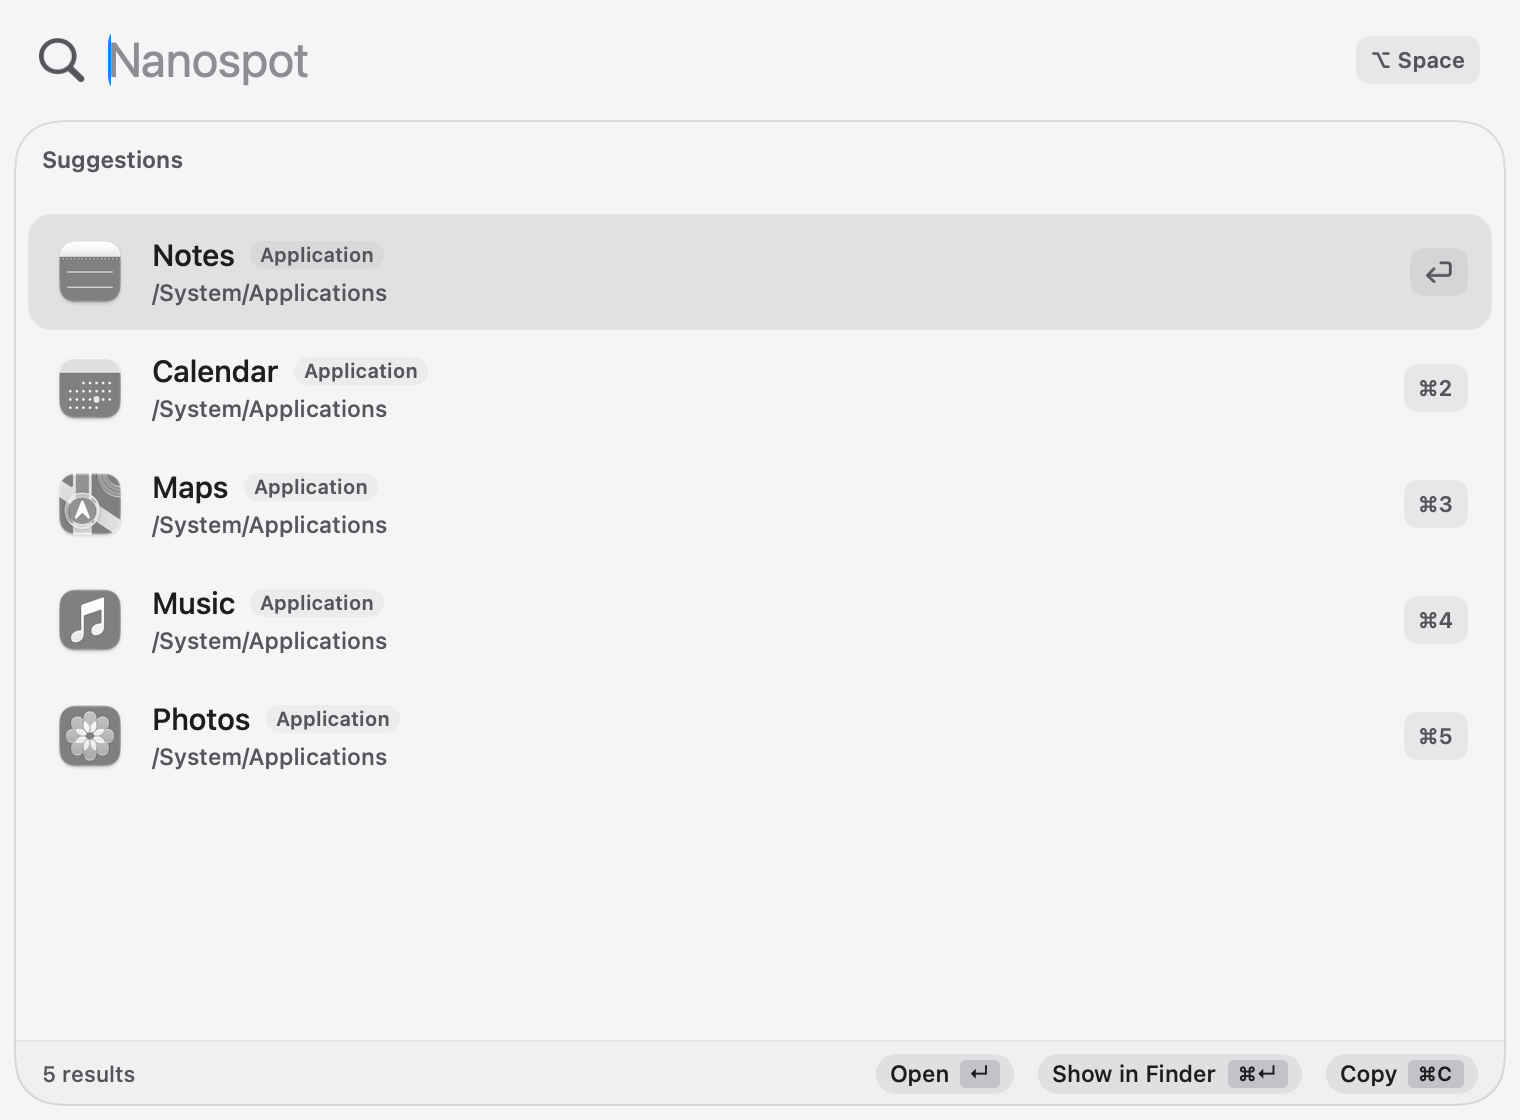 Nanospot
⌥ Space
Suggestions
Notes Application
/System/Applications
Calendar Application
/System/Applications
⌘2
Maps Application
/System/Applications
⌘3
Music Application
/System/Applications
⌘4
Photos Application
/System/Applications
⌘5
5 results
Open ↵
Show in Finder ⌘↵
Copy ⌘C